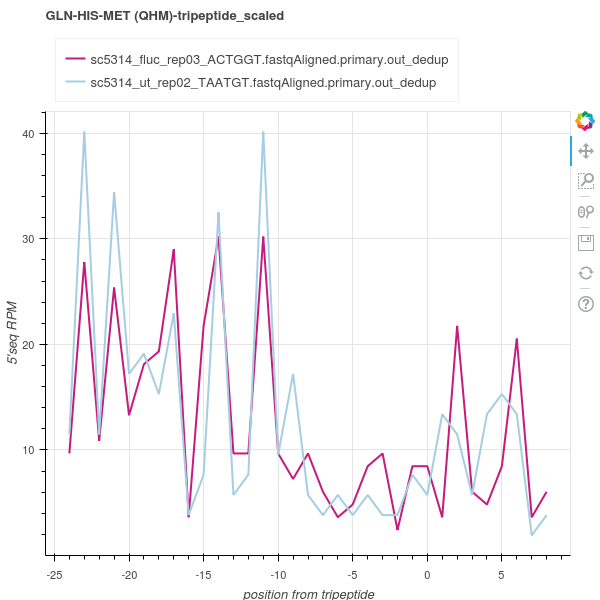 GLN-HIS-MET (QHM)-tripeptide_scaled
sc5314_fluc_rep03_ACTGGT.fastqAligned.primary.out_dedup
sc5314_ut_rep02_TAATGT.fastqAligned.primary.out_dedup
40
30
20
10
5'seq RPM
-25 -20 -15 -10 -5 0 5
position from tripeptide